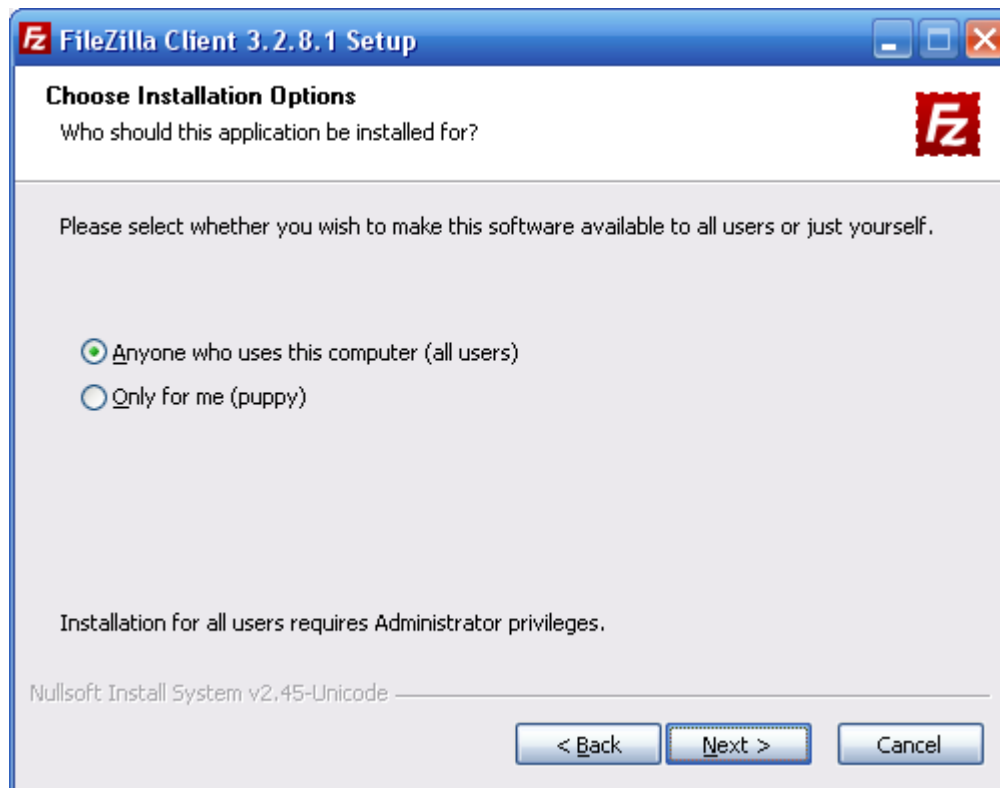 FileZilla Client 3.2.8.1 Setup
Choose Installation Options
Who should this application be installed for?
Fz
Please select whether you wish to make this software available to all users or just yourself.
Anyone who uses this computer (all users)
Only for me (puppy)
Installation for all users requires Administrator privileges.
Nullsoft Install System v2.45-Unicode
< Back Next > Cancel